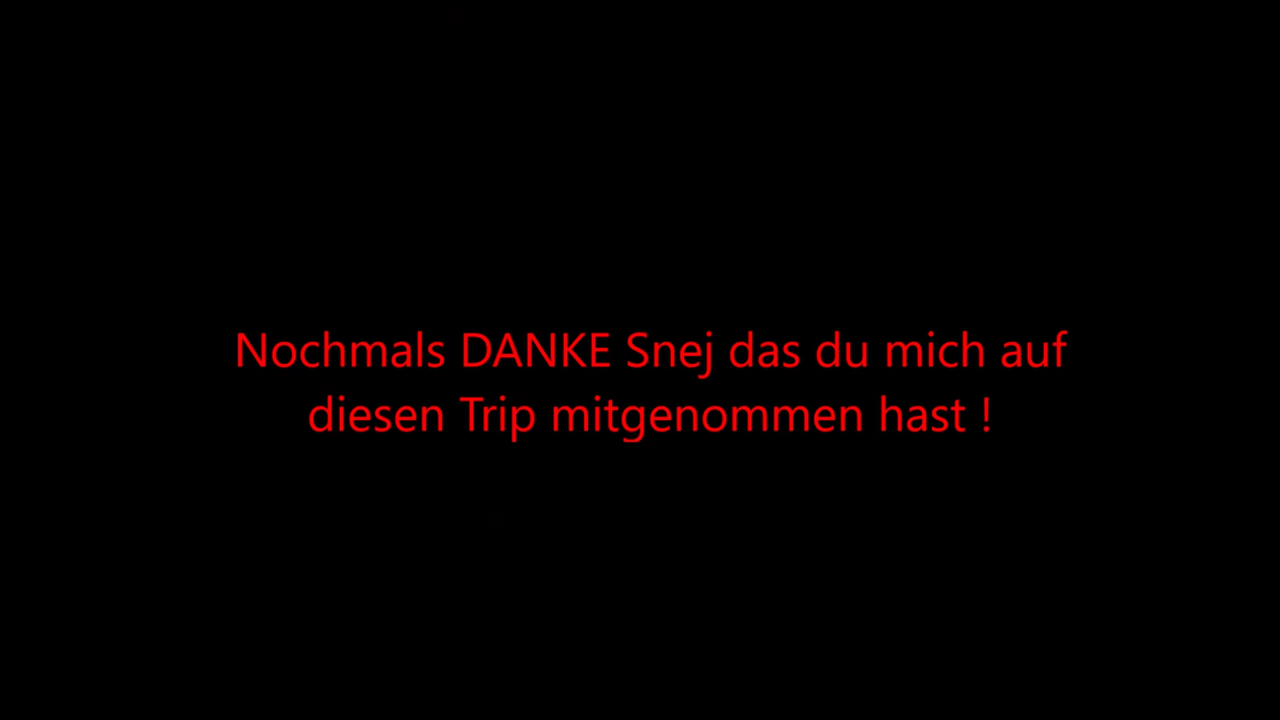 Nochmals DANKE Snej das du mich auf
diesen Trip mitgenommen hast !